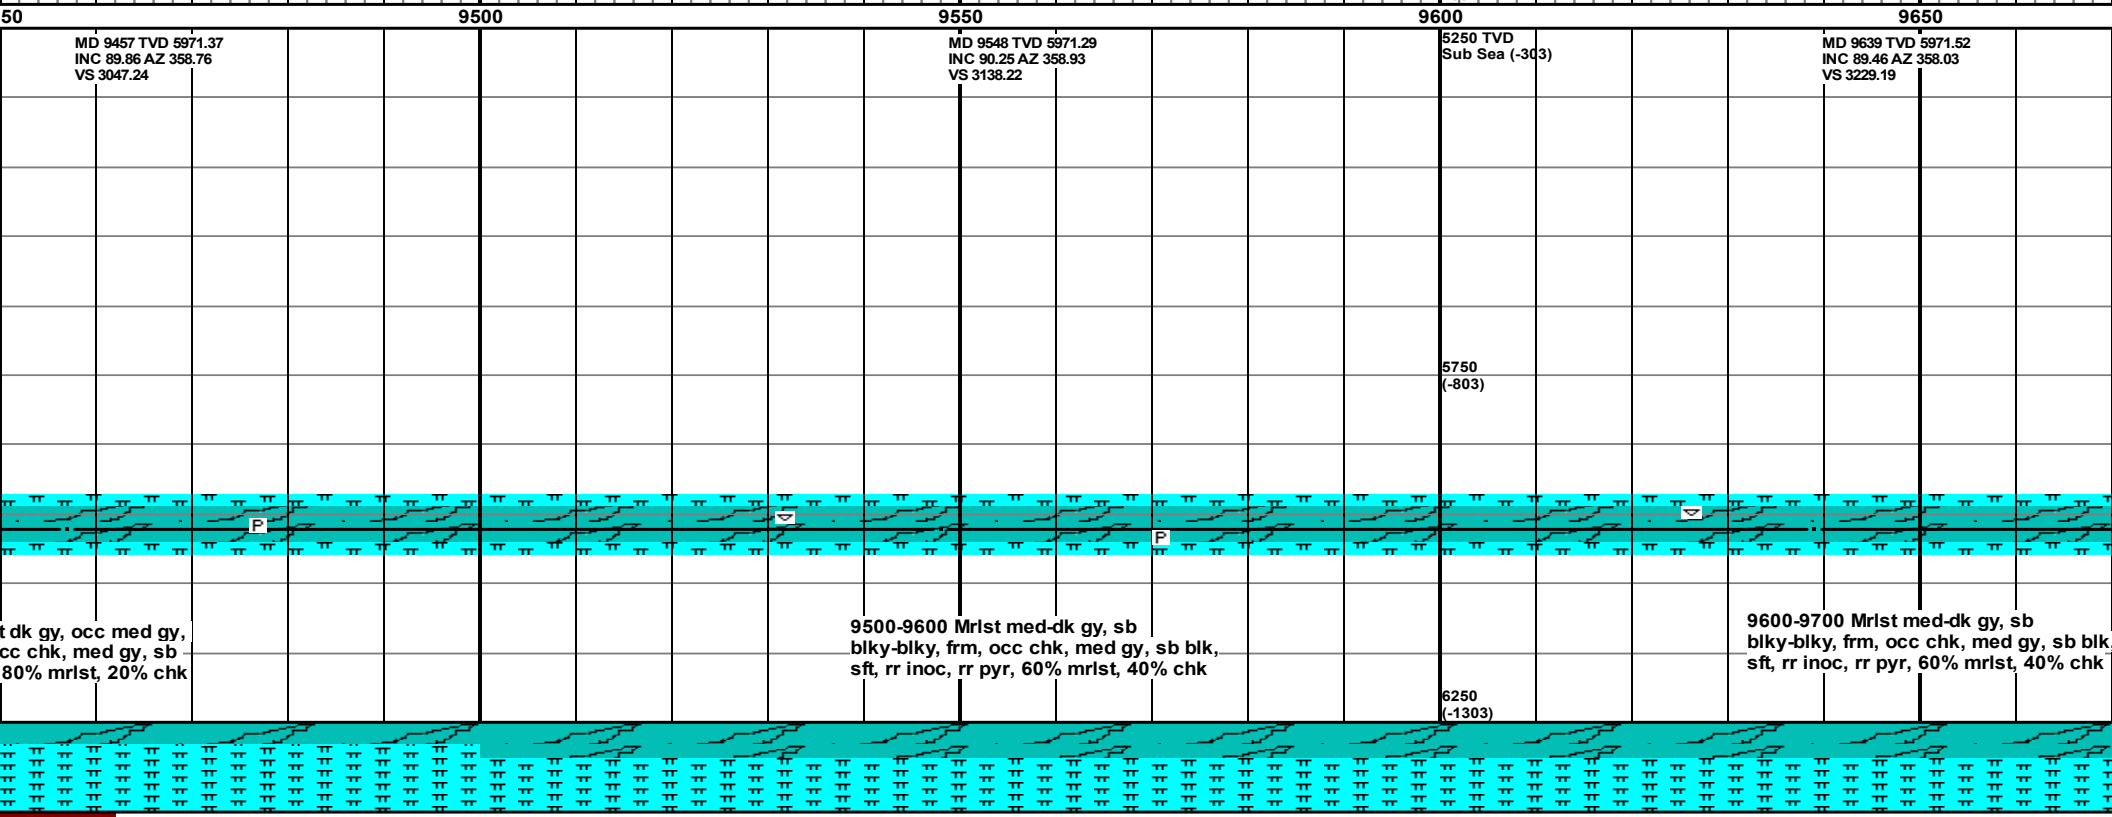 50
9500
9550
9600
9650
MD 9457 TVD 5971.37
INC 89.86 AZ 358.76
VS 3047.24
MD 9548 TVD 5971.29
INC 90.25 AZ 358.93
VS 3138.22
5250 TVD
Sub Sea (-303)
MD 9639 TVD 5971.52
INC 89.46 AZ 358.03
VS 3229.19
5750
(-803)
P
P
t dk gy, occ med gy,
cc chk, med gy, sb
80% mrlst, 20% chk
9500-9600 Mrlst med-dk gy, sb
blky-blky, frm, occ chk, med gy, sb blk,
sft, rr inoc, rr pyr, 60% mrlst, 40% chk
9600-9700 Mrlst med-dk gy, sb
blky-blky, frm, occ chk, med gy, sb blk,
sft, rr inoc, rr pyr, 60% mrlst, 40% chk
6250
(-1303)